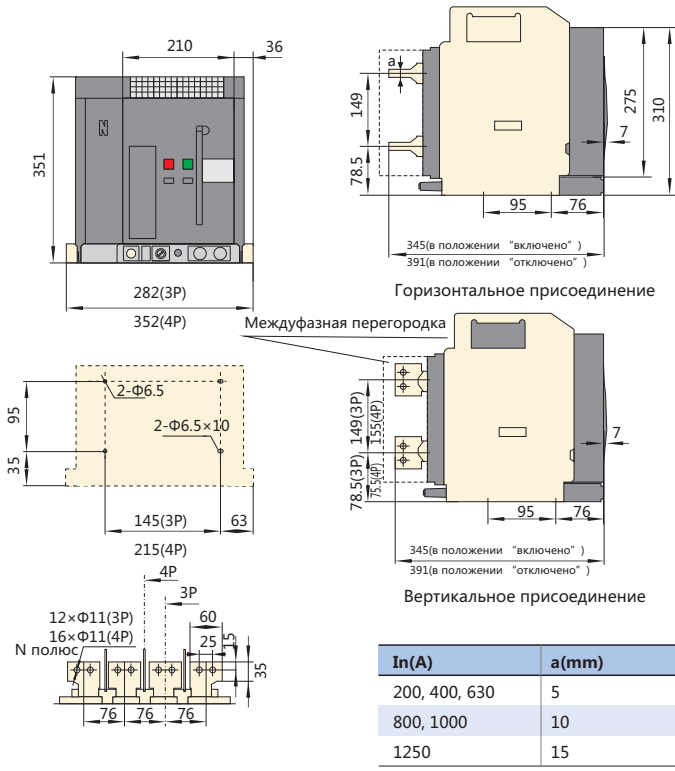 210
36
351
282(3P)
352(4P)
a
149
78.5
275
310
7
95
76
345(в положении “включено”)
391(в положении “отключено”)
Горизонтальное присоединение
Междуфазная перегородка
2-Φ6.5
2-Φ6.5×10
95
35
145(3P)
63
215(4P)
149(3P)
155(4P)
78.5(3P)
75.5(4P)
7
95
76
345(в положении “включено”)
391(в положении “отключено”)
Вертикальное присоединение
4P
3P
12×Φ11(3P)
16×Φ11(4P)
N полюс
60
25
15
35
76
76
76
In(A) a(mm)
200, 400, 630 5
800, 1000 10
1250 15